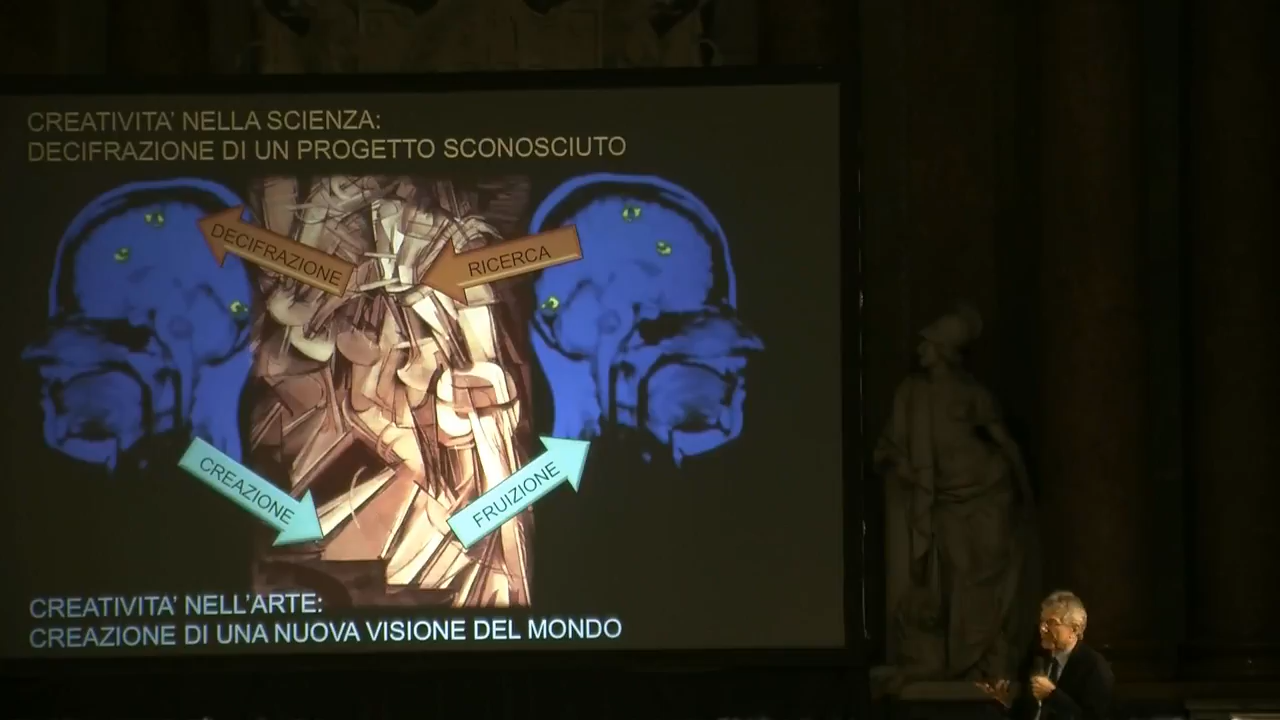 CREATIVITA' NELLA SCIENZA:
DECIFRAZIONE DI UN PROGETTO SCONOSCIUTO
DECIFRAZIONE
RICERCA
CREAZIONE
FRUIZIONE
CREATIVITA' NELL'ARTE:
CREAZIONE DI UNA NUOVA VISIONE DEL MONDO